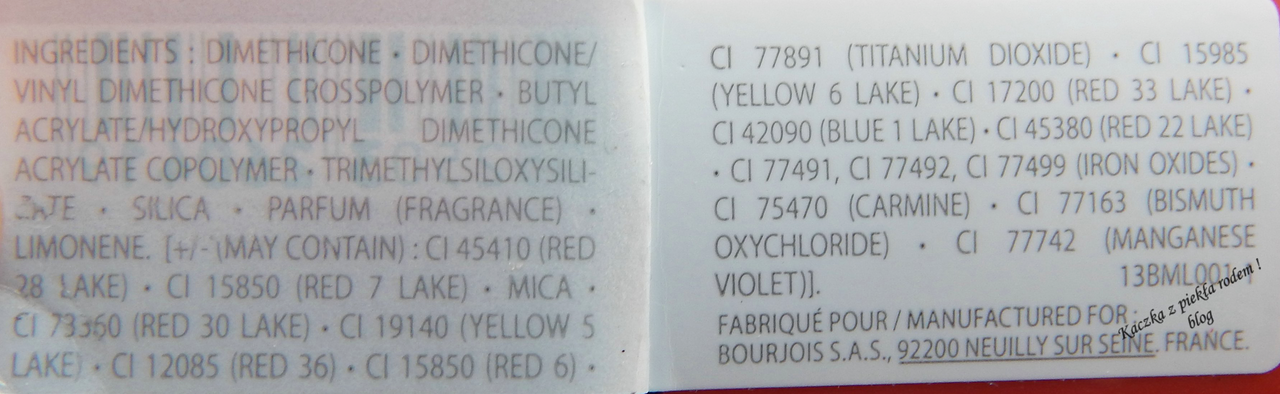 INGREDIENTS : DIMETHICONE • DIMETHICONE/
VINYL DIMETHICONE CROSSPOLYMER • BUTYL
ACRYLATE/HYDROXYPROPYL DIMETHICONE
ACRYLATE COPOLYMER • TRIMETHYLSILOXYSILI-
CATE • SILICA • PARFUM (FRAGRANCE) •
LIMONENE. [+/- (MAY CONTAIN) : CI 45410 (RED
28 LAKE) • CI 15850 (RED 7 LAKE) • MICA •
CI 73360 (RED 30 LAKE) • CI 19140 (YELLOW 5
LAKE) • CI 12085 (RED 36) • CI 15850 (RED 6) •
CI 77891 (TITANIUM DIOXIDE) • CI 15985
(YELLOW 6 LAKE) • CI 17200 (RED 33 LAKE) •
CI 42090 (BLUE 1 LAKE) • CI 45380 (RED 22 LAKE)
• CI 77491, CI 77492, CI 77499 (IRON OXIDES) •
CI 75470 (CARMINE) • CI 77163 (BISMUTH
OXYCHLORIDE) • CI 77742 (MANGANESE
VIOLET)].
FABRIQUÉ POUR / MANUFACTURED FOR :
BOURJOIS S.A.S., 92200 NEUILLY SUR SEINE. FRANCE.
Kaczka z piekła rodem !
blog